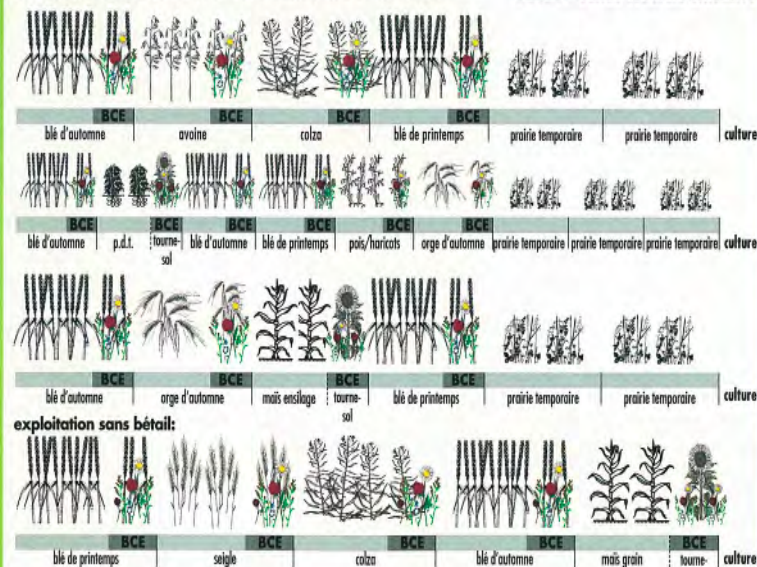 BCE BCE BCE BCE
blé d'automne avoine colza blé de printemps prairie temporaire prairie temporaire culture
BCE BCE BCE BCE BCE BCE
blé d'automne p.d.t. tourne- blé d'automne blé de printemps pois/haricots orge d'automne prairie temporaire prairie temporaire prairie temporaire culture
sol
BCE BCE BCE BCE
blé d'automne orge d'automne maïs ensilage tourne- blé de printemps prairie temporaire prairie temporaire culture
sol
exploitation sans bétail:
BCE BCE BCE BCE BCE
blé de printemps seigle colza blé d'automne maïs grain tourne- culture